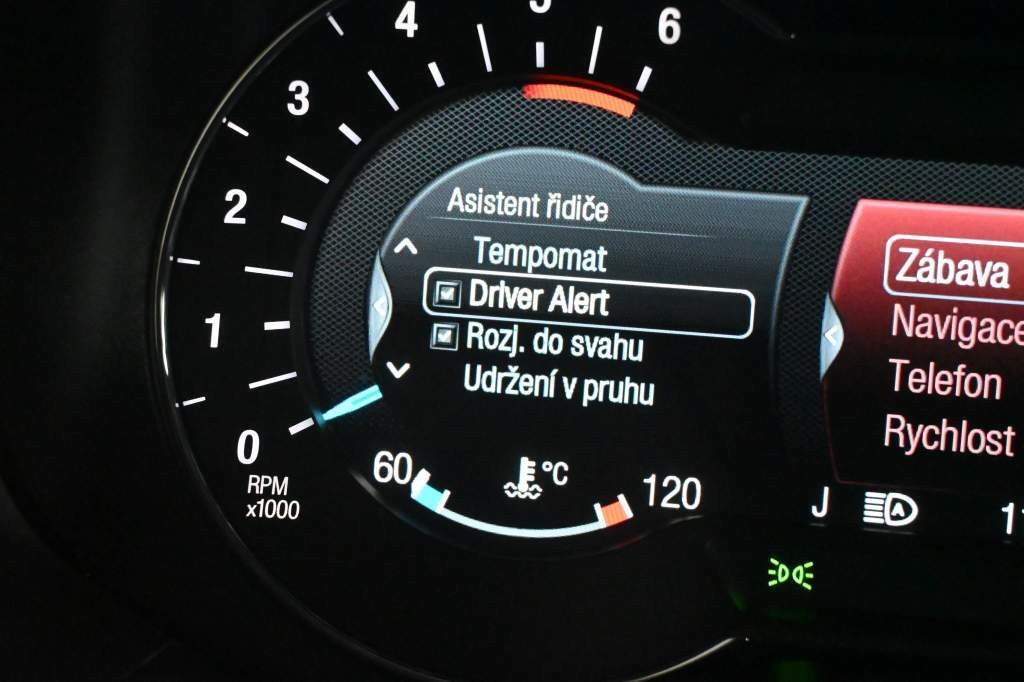 4
5
6
3
2
1
0
RPM
x1000
Asistent řidiče
Tempomat
Driver Alert
Rozj. do svahu
Udržení v pruhu
60
°C
120
Zábava
Navigace
Telefon
Rychlost
J
A